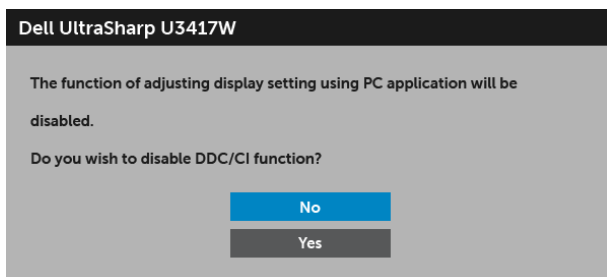 Dell UltraSharp U3417W
The function of adjusting display setting using PC application will be
disabled.
Do you wish to disable DDC/CI function?
No
Yes